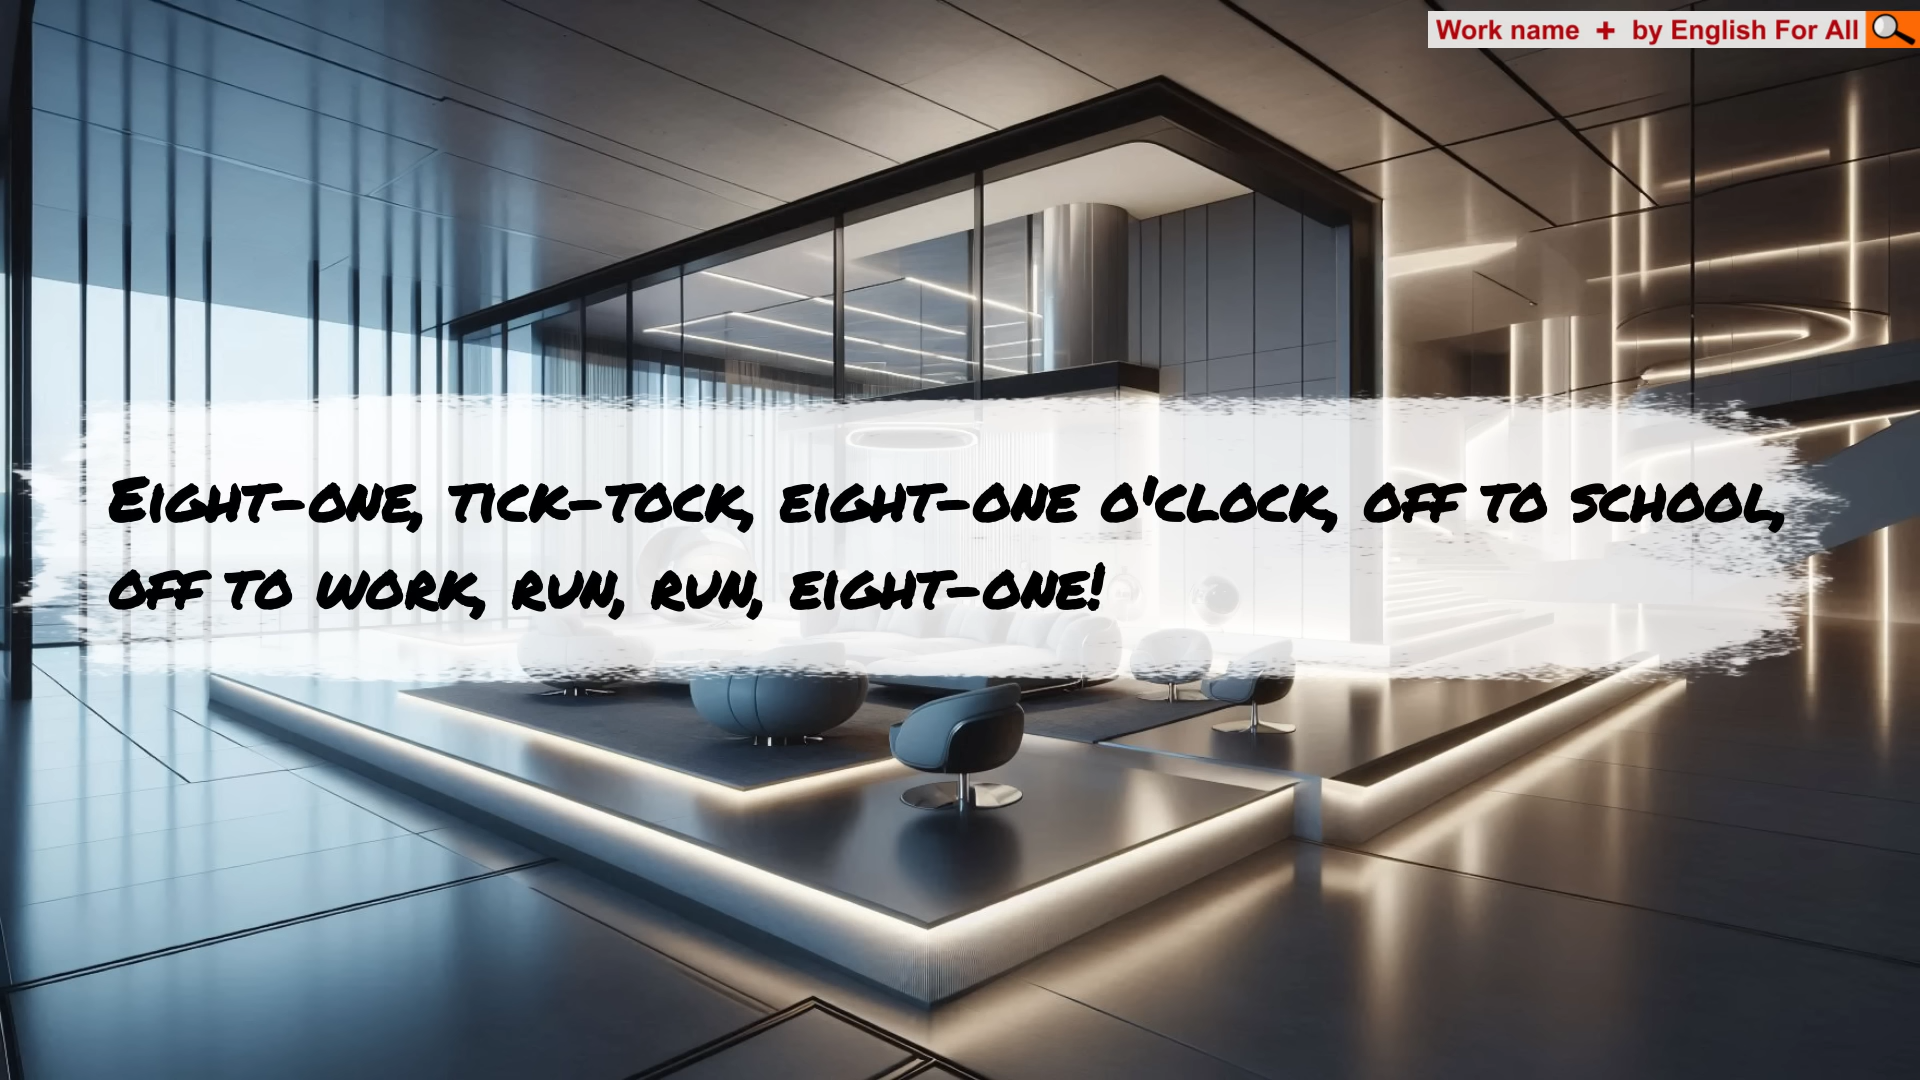 Work name + by English For All
Eight-one, tick-tock, eight-one o'clock, off to school,
off to work, run, run, eight-one!